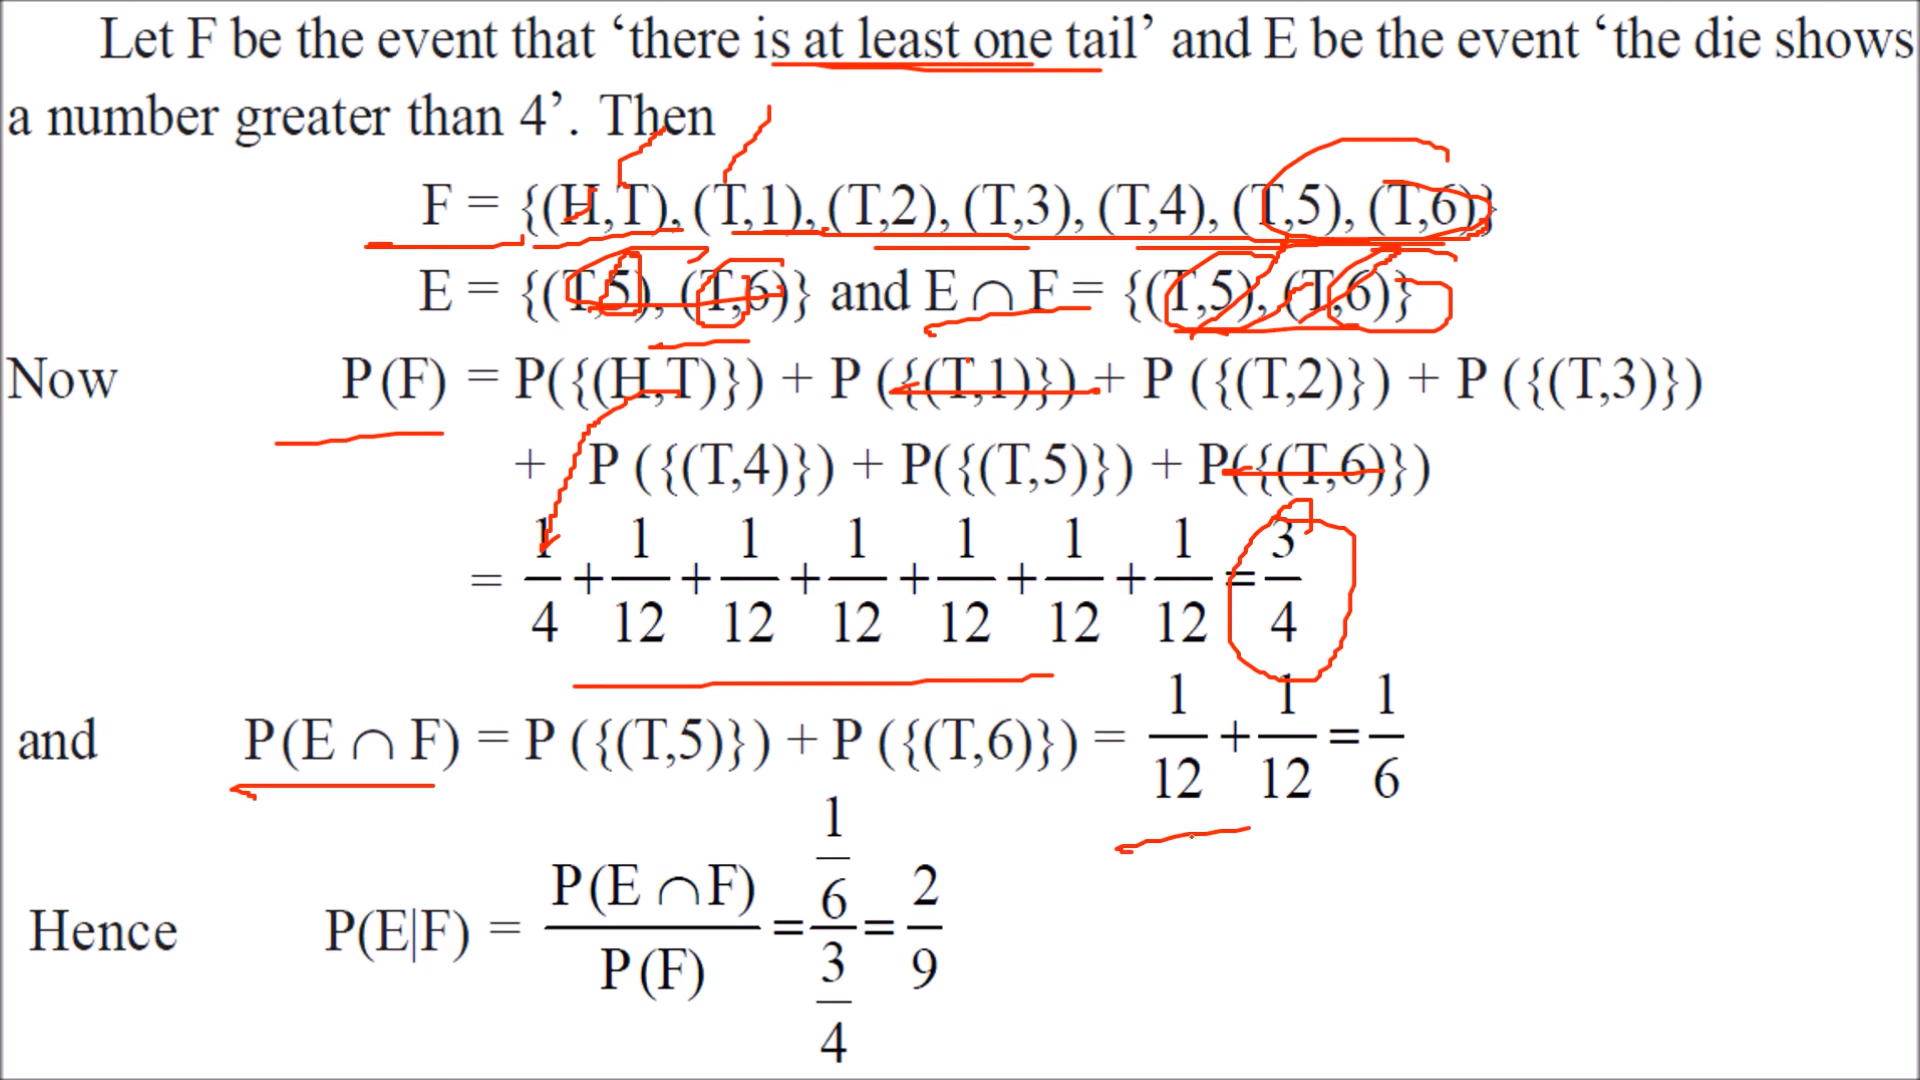 Let F be the event that ‘there is at least one tail’ and E be the event ‘the die shows
a number greater than 4’. Then
F = {(H,T), (T,1), (T,2), (T,3), (T,4), (T,5), (T,6)}
E = {(T,5), (T,6)} and E ∩ F = {(T,5), (T,6)}
Now P(F) = P({(H,T)}) + P ({(T,1)}) + P ({(T,2)}) + P ({(T,3)})
+ P ({(T,4)}) + P({(T,5)}) + P({(T,6)})
= 1/4 + 1/12 + 1/12 + 1/12 + 1/12 + 1/12 + 1/12 = 3/4
and P(E ∩ F) = P ({(T,5)}) + P ({(T,6)}) = 1/12 + 1/12 = 1/6
Hence P(E|F) = P(E ∩ F)/P(F) = (1/6)/(3/4) = 2/9